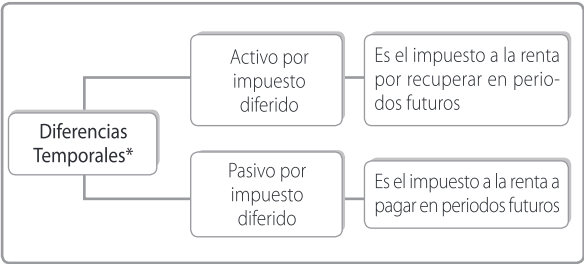 Diferencias
Temporales*
Activo por
impuesto
diferido
Es el impuesto a la renta
por recuperar en perio-
dos futuros
Pasivo por
impuesto
diferido
Es el impuesto a la renta a
pagar en periodos futuros